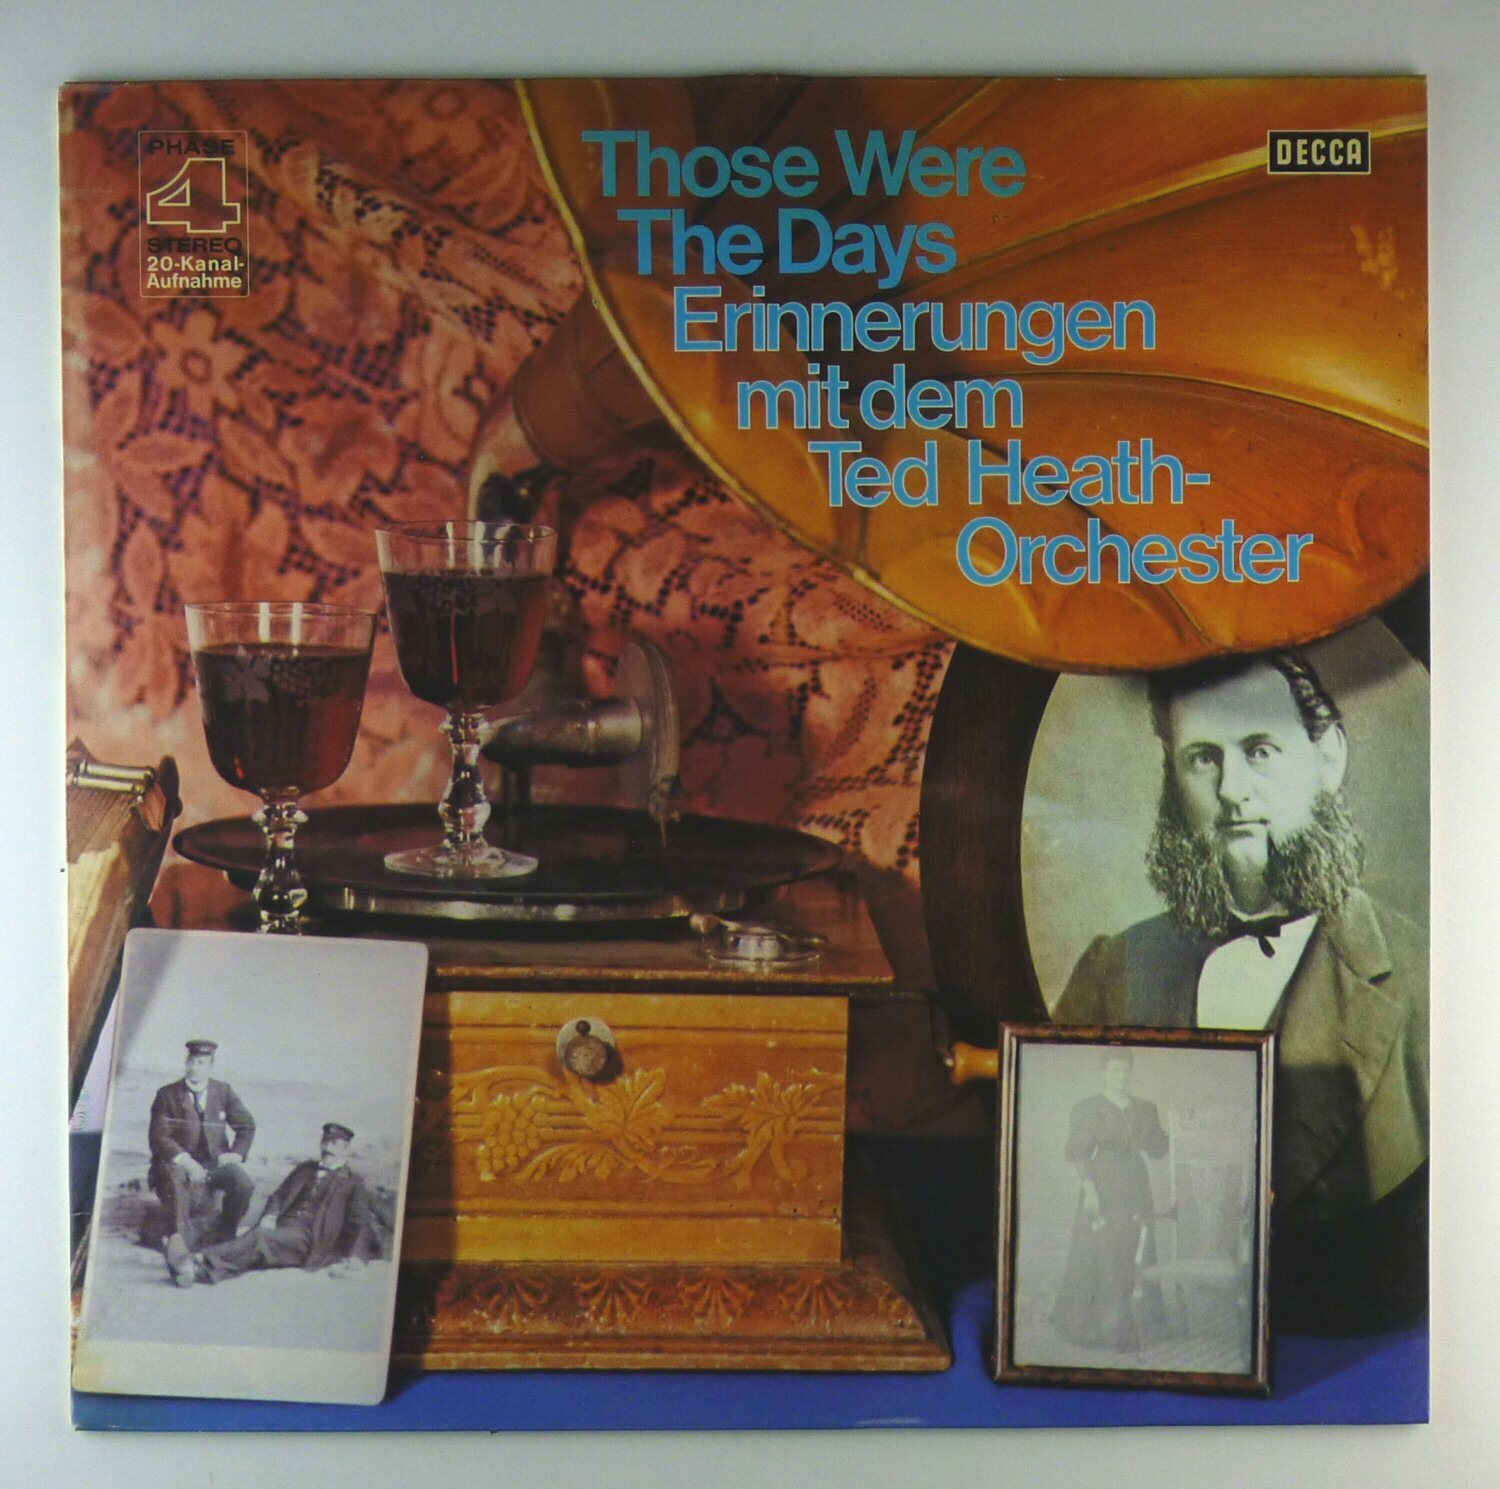 PHASE
4
STEREO
20-Kanal-
Aufnahme
Those Were
The Days
Erinnerungen
mit dem
Ted Heath-
Orchester
DECCA